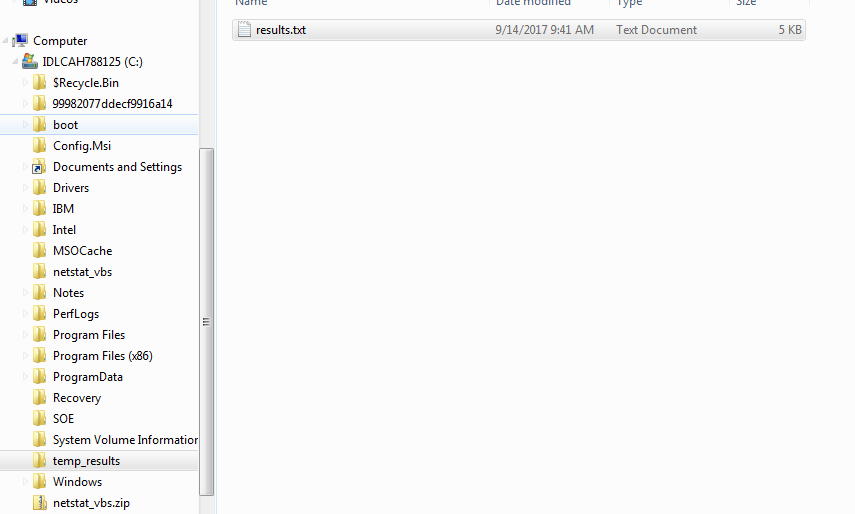 Videos
Name Date modified Type Size
results.txt 9/14/2017 9:41 AM Text Document 5 KB
Computer
IDLCAH788125 (C:)
$Recycle.Bin
99982077ddecf9916a14
boot
Config.Msi
Documents and Settings
Drivers
IBM
Intel
MSOCache
netstat_vbs
Notes
PerfLogs
Program Files
Program Files (x86)
ProgramData
Recovery
SOE
System Volume Information
temp_results
Windows
netstat_vbs.zip